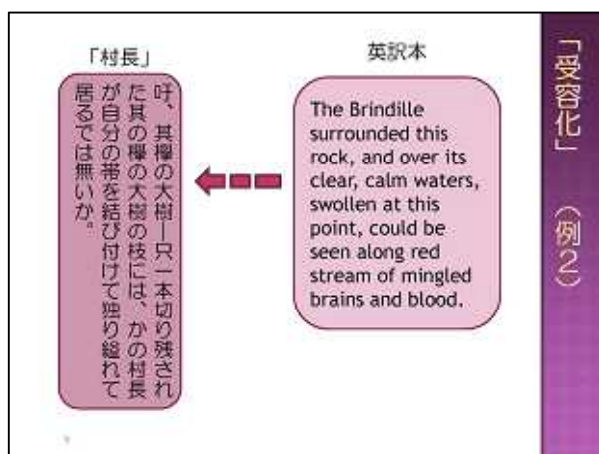 「受容化」 （例２）
英訳本
The Brindille
surrounded this
rock, and over its
clear, calm waters,
swollen at this
point, could be
seen along red
stream of mingled
brains and blood.
「村長」
吁、其欅の大樹―只一本切り残され
た其の欅の大樹の枝には、かの村長
が自分の帯を結び付けて独り縊れて
居るでは無いか。